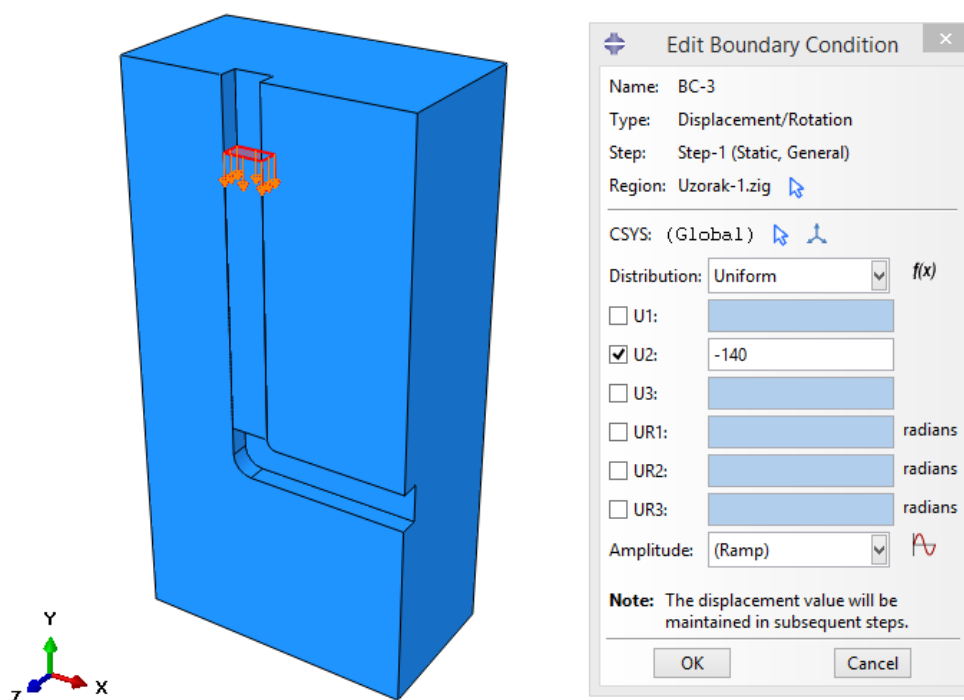 Y
Z
X
Edit Boundary Condition
Name: BC-3
Type: Displacement/Rotation
Step: Step-1 (Static, General)
Region: Uzorak-1.zig
CSYS: (Global)
Distribution: Uniform f(x)
U1:
U2: -140
U3:
UR1: radians
UR2: radians
UR3: radians
Amplitude: (Ramp)
Note: The displacement value will be
maintained in subsequent steps.
OK Cancel